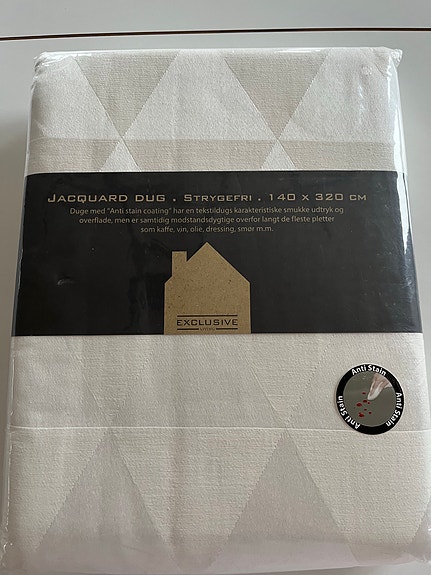 JACQUARD DUG . STRYGEFRI . 140 X 320 CM
Duge med "Anti stain coating" har en tekstildugs karakteristiske smukke udtryk og
overflade, men er samtidig modstandsdygtige overfor langt de fleste pletter
som kaffe, vin, olie, dressing, smør m.m.
EXCLUSIVE
Anti Stain
Anti Stain
Anti Stain